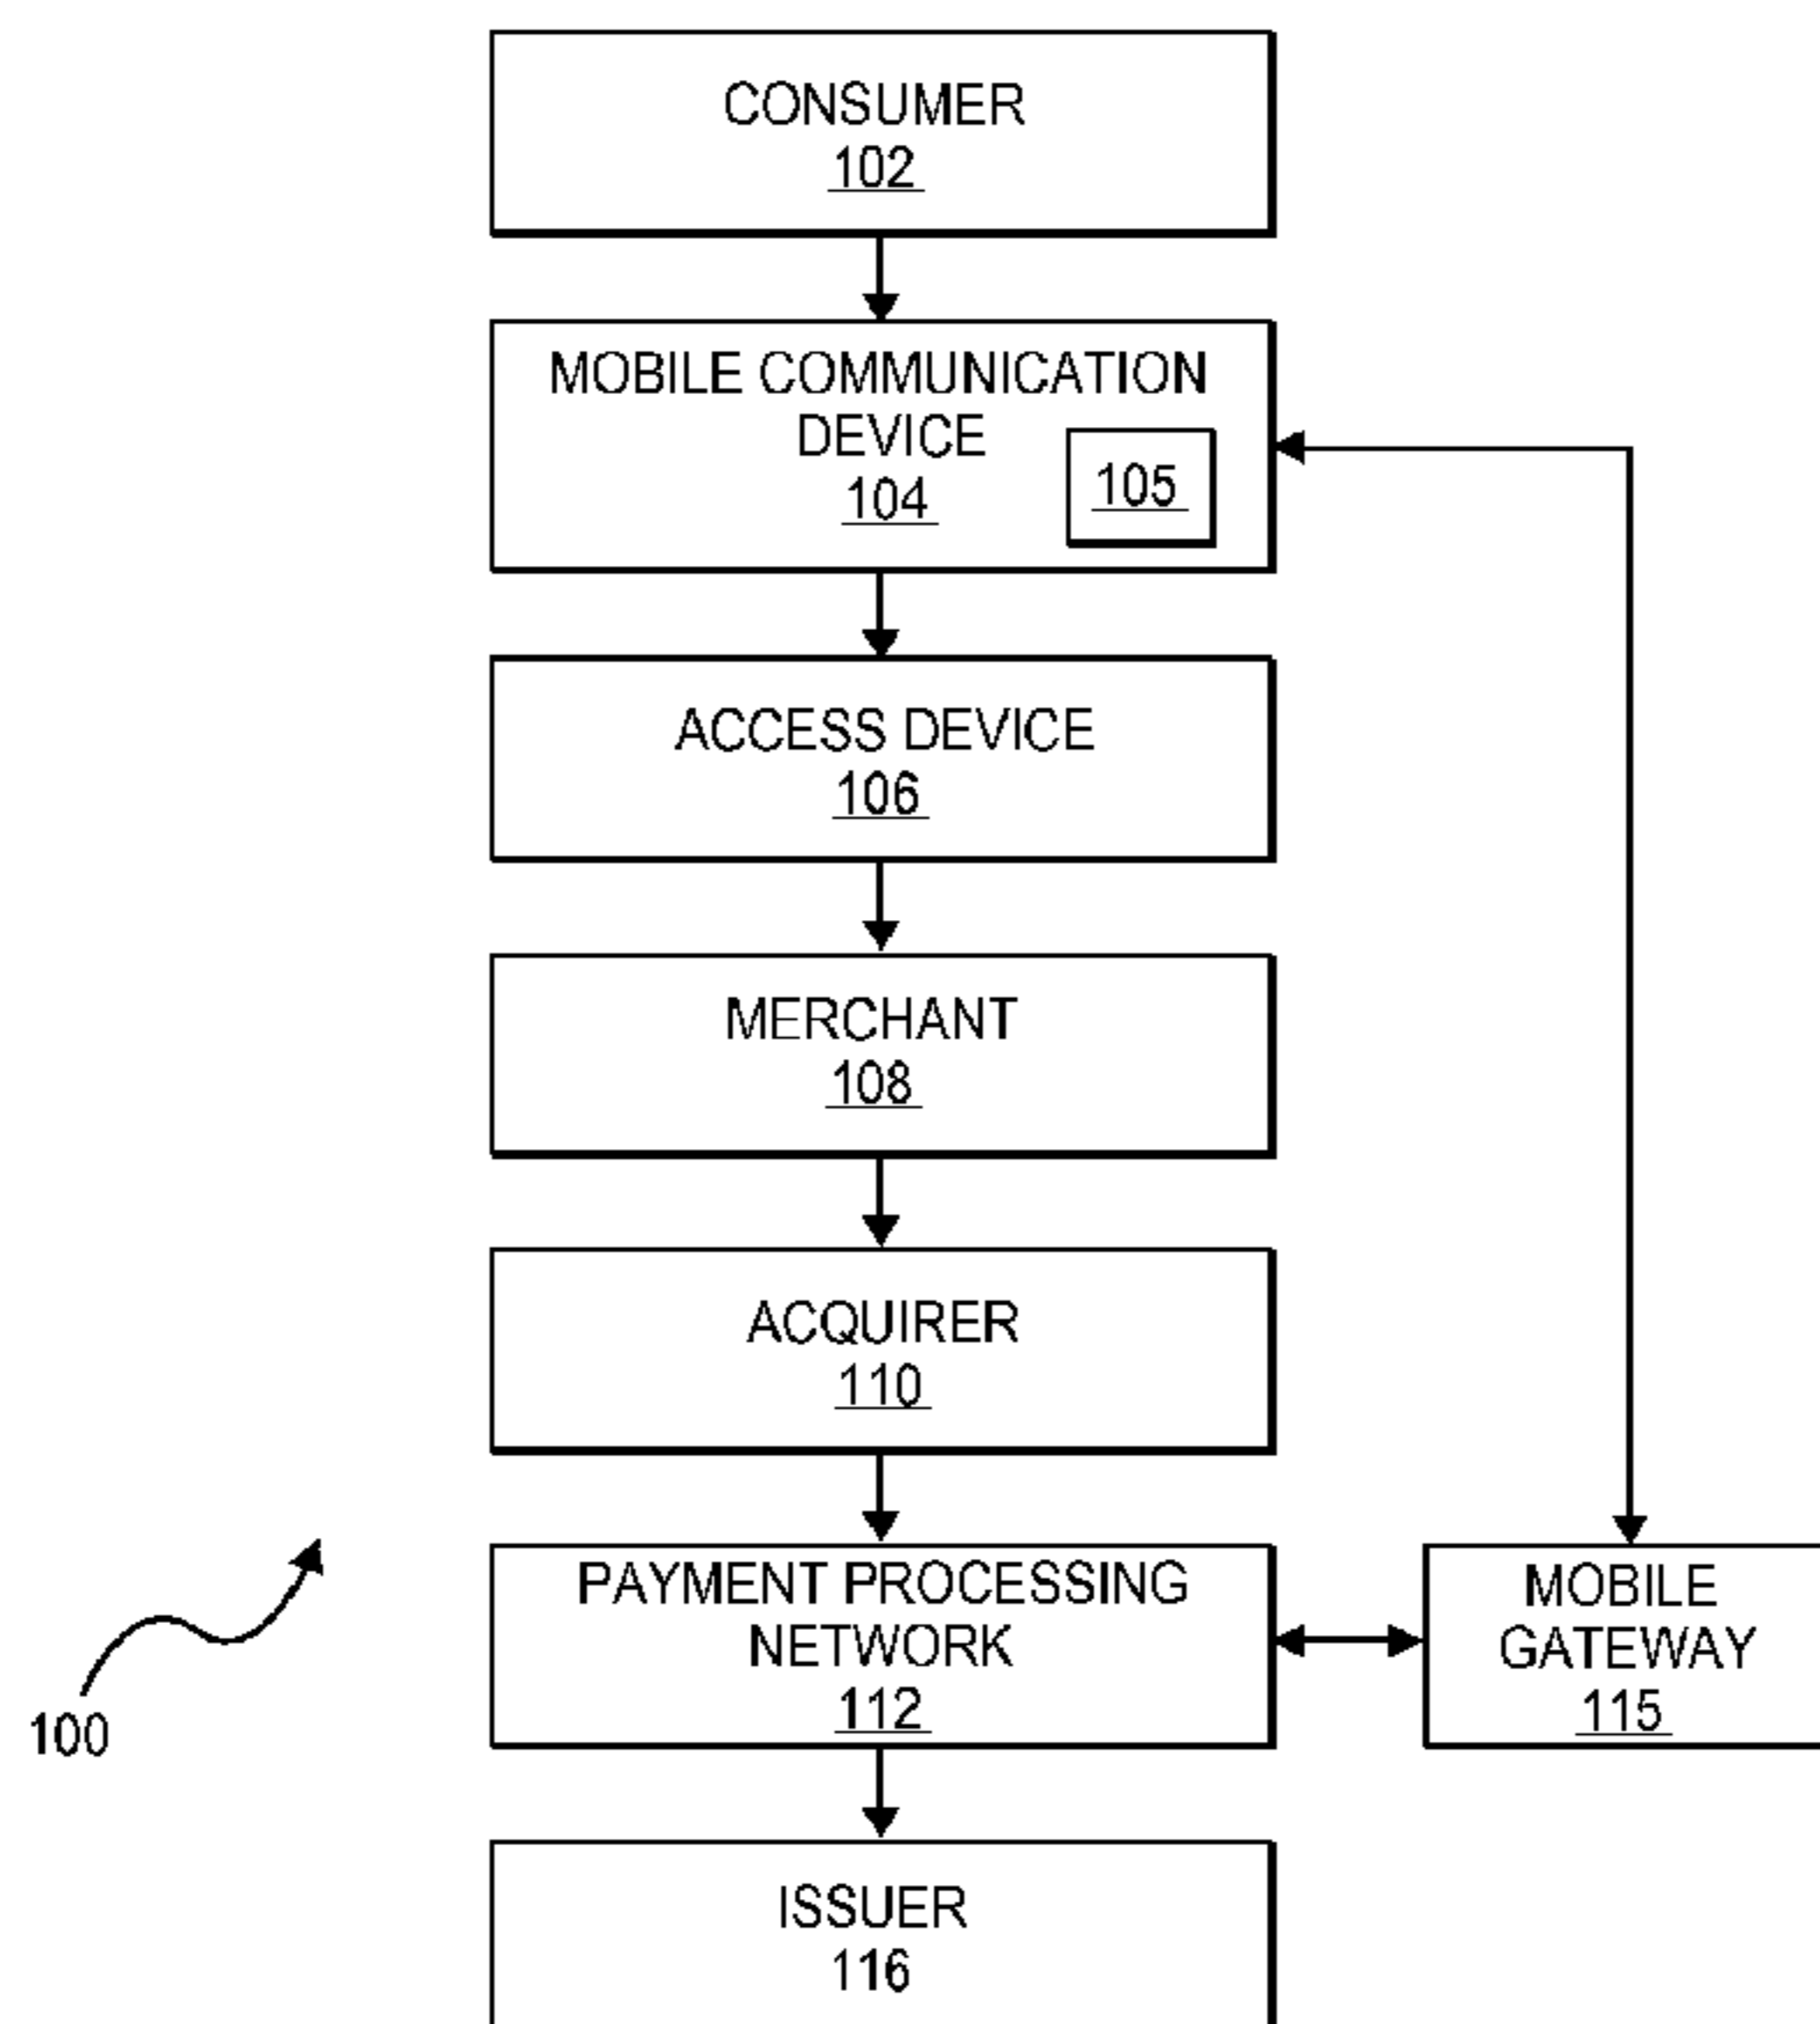 CONSUMER
102
MOBILE COMMUNICATION
DEVICE
104
105
ACCESS DEVICE
106
MERCHANT
108
ACQUIRER
110
PAYMENT PROCESSING
NETWORK
112
MOBILE
GATEWAY
115
100
ISSUER
116